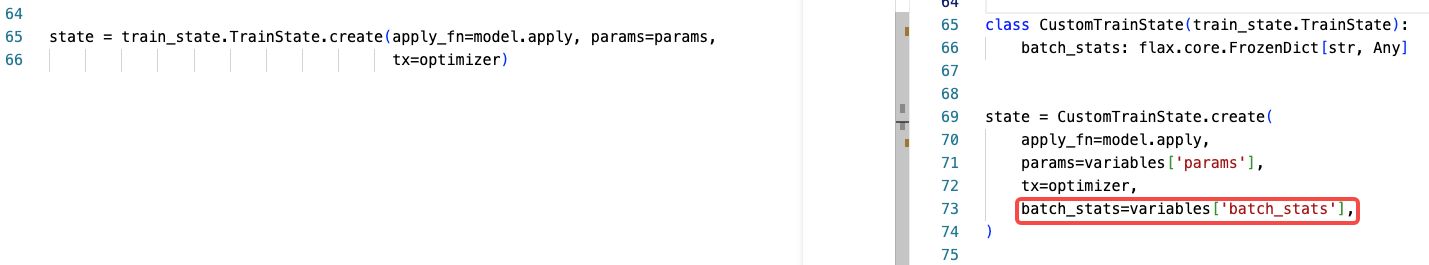 64
65 state = train_state.TrainState.create(apply_fn=model.apply, params=params,
66 tx=optimizer)
64
65 class CustomTrainState(train_state.TrainState):
66 batch_stats: flax.core.FrozenDict[str, Any]
67
68
69 state = CustomTrainState.create(
70 apply_fn=model.apply,
71 params=variables['params'],
72 tx=optimizer,
73 batch_stats=variables['batch_stats'],
74 )
75